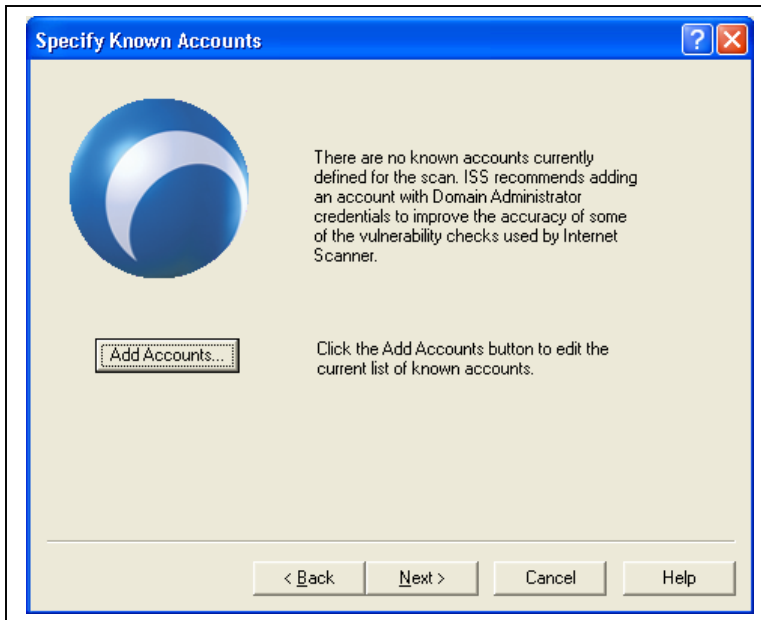 Specify Known Accounts
There are no known accounts currently
defined for the scan. ISS recommends adding
an account with Domain Administrator
credentials to improve the accuracy of some
of the vulnerability checks used by Internet
Scanner.
Add Accounts...
Click the Add Accounts button to edit the
current list of known accounts.
< Back
Next >
Cancel
Help